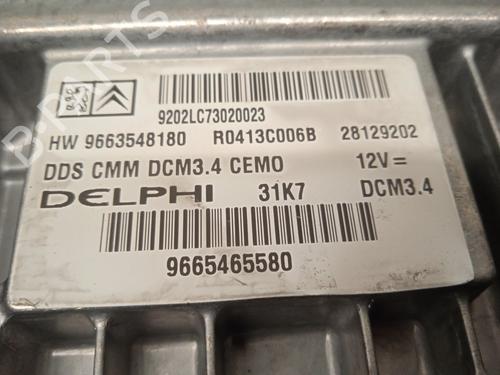 9202LC73020023
HW 9663548180 R0413C006B 28129202
DDS CMM DCM3.4 CEMO 12V=
DELPHI 31K7 DCM3.4
9665465580